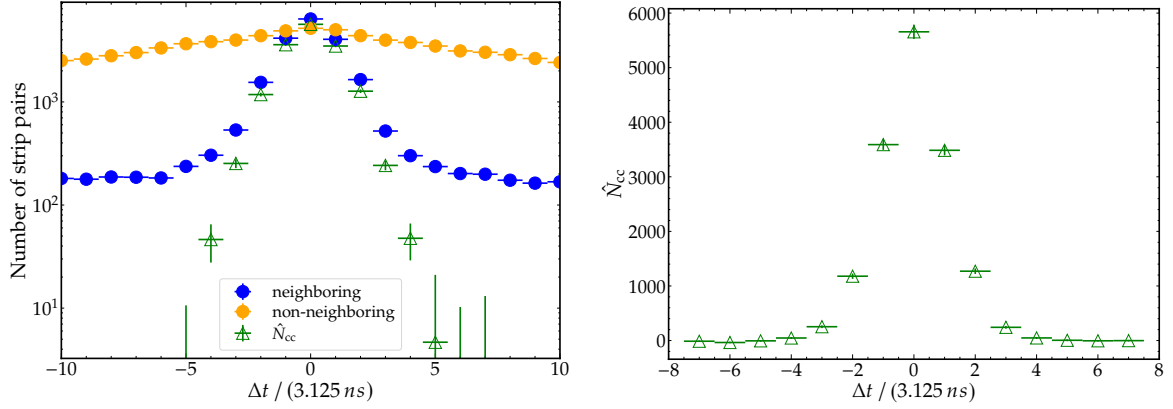 Number of strip pairs
10³
10²
10¹
neighboring
non-neighboring
N̂cc
−10 −5 0 5 10
Δt / (3.125 ns)
N̂cc
6000
5000
4000
3000
2000
1000
0
−8 −6 −4 −2 0 2 4 6 8
Δt / (3.125 ns)